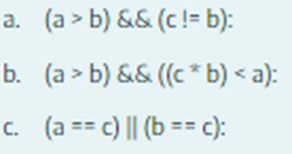 a. (a > b) && (c != b):
b. (a > b) && ((c * b) < a):
c. (a == c) || (b == c):